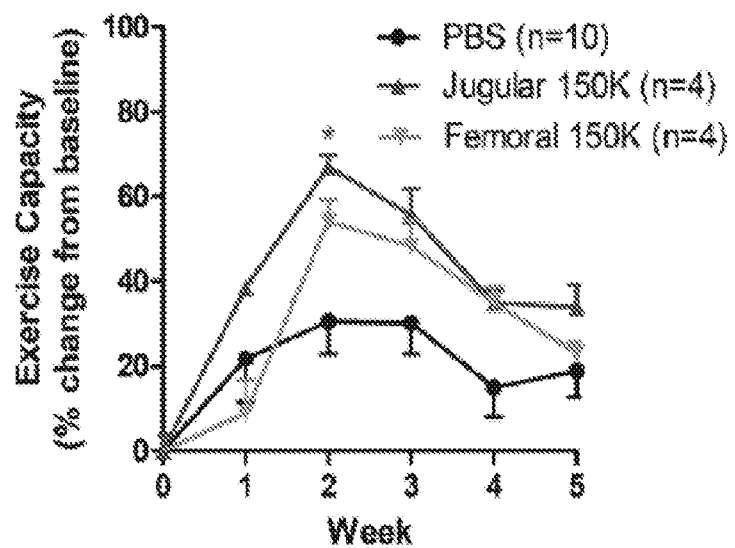 PBS (n=10)
Jugular 150K (n=4)
Femoral 150K (n=4)
*
Exercise Capacity
(% change from baseline)
100
80
60
40
20
0
0 1 2 3 4 5
Week